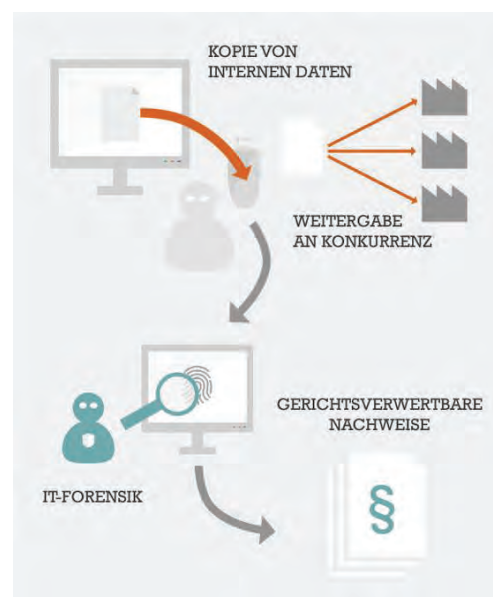 KOPIE VON
INTERNEN DATEN
WEITERGABE
AN KONKURRENZ
GERICHTSVERWERTBARE
NACHWEISE
IT-FORENSIK
§